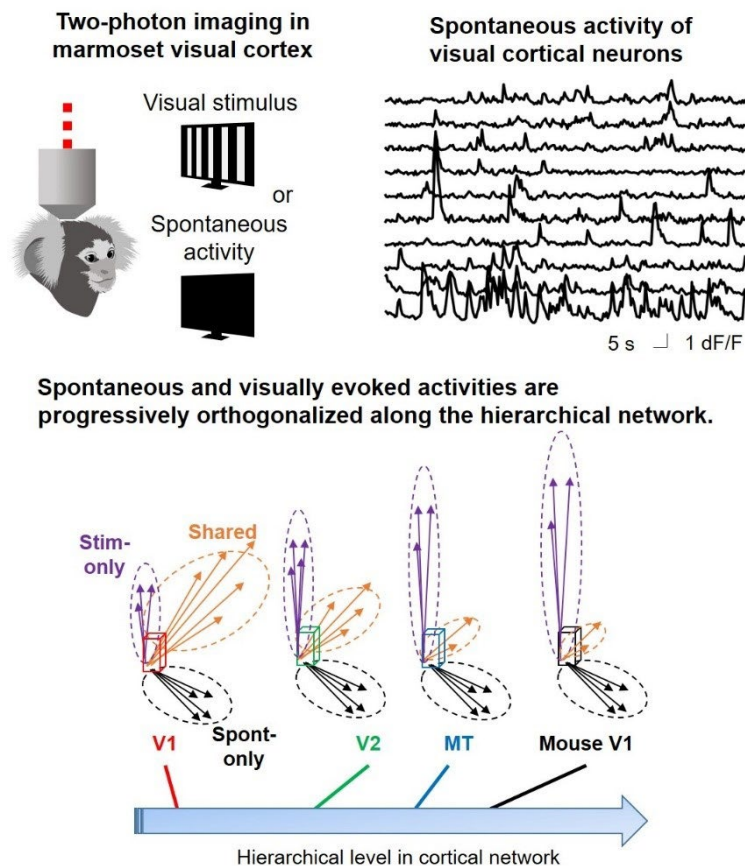 Two-photon imaging in
marmoset visual cortex
Visual stimulus
or
Spontaneous
activity
Spontaneous activity of
visual cortical neurons
5 s 1 dF/F
Spontaneous and visually evoked activities are
progressively orthogonalized along the hierarchical network.
Stim-
only
Shared
Spont-
only
V1
V2
MT
Mouse V1
Hierarchical level in cortical network